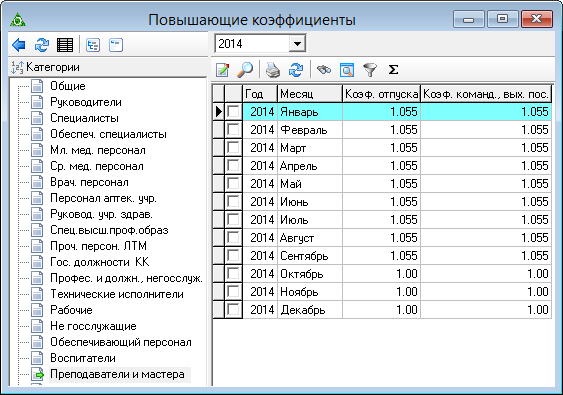 Повышающие коэффициенты
2014
Категории
Общие
Руководители
Специалисты
Обеспеч. специалисты
Мл. мед. персонал
Ср. мед. персонал
Врач. персонал
Персонал аптек. учр.
Руковод. учр. здрав.
Спец.высш.проф.образ
Проч. персон. ЛТМ
Гос. должности КК
Профес. и должн., негосслуж.
Технические исполнители
Рабочие
Не госслужащие
Обеспечивающий персонал
Воспитатели
Преподаватели и мастера
Год Месяц Коэф. отпуска Коэф. команд., вых. пос.
2014 Январь 1.055 1.055
2014 Февраль 1.055 1.055
2014 Март 1.055 1.055
2014 Апрель 1.055 1.055
2014 Май 1.055 1.055
2014 Июнь 1.055 1.055
2014 Июль 1.055 1.055
2014 Август 1.055 1.055
2014 Сентябрь 1.055 1.055
2014 Октябрь 1.00 1.00
2014 Ноябрь 1.00 1.00
2014 Декабрь 1.00 1.00